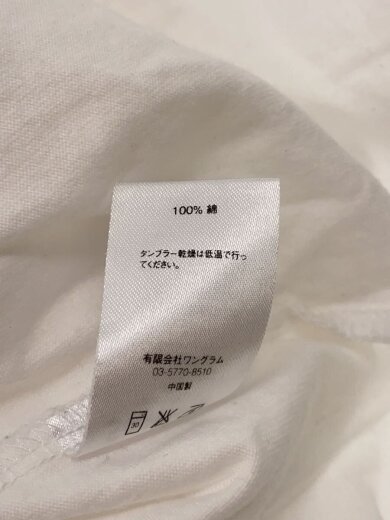 100% 綿
タンブラー乾燥は低温で行っ
てください。
有限会社ワングラム
03-5770-8510
中国製
30